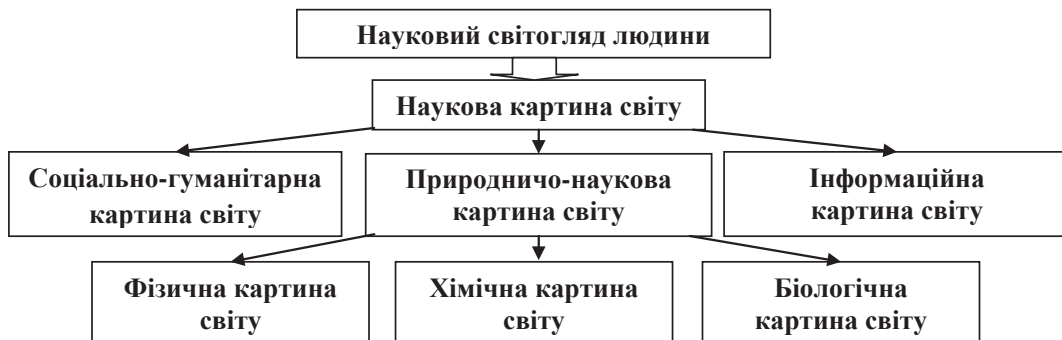 Науковий світогляд людини
Наукова картина світу
Соціально-гуманітарна
картина світу
Природничо-наукова
картина світу
Інформаційна
картина світу
Фізична картина
світу
Хімічна картина
світу
Біологічна
картина світу